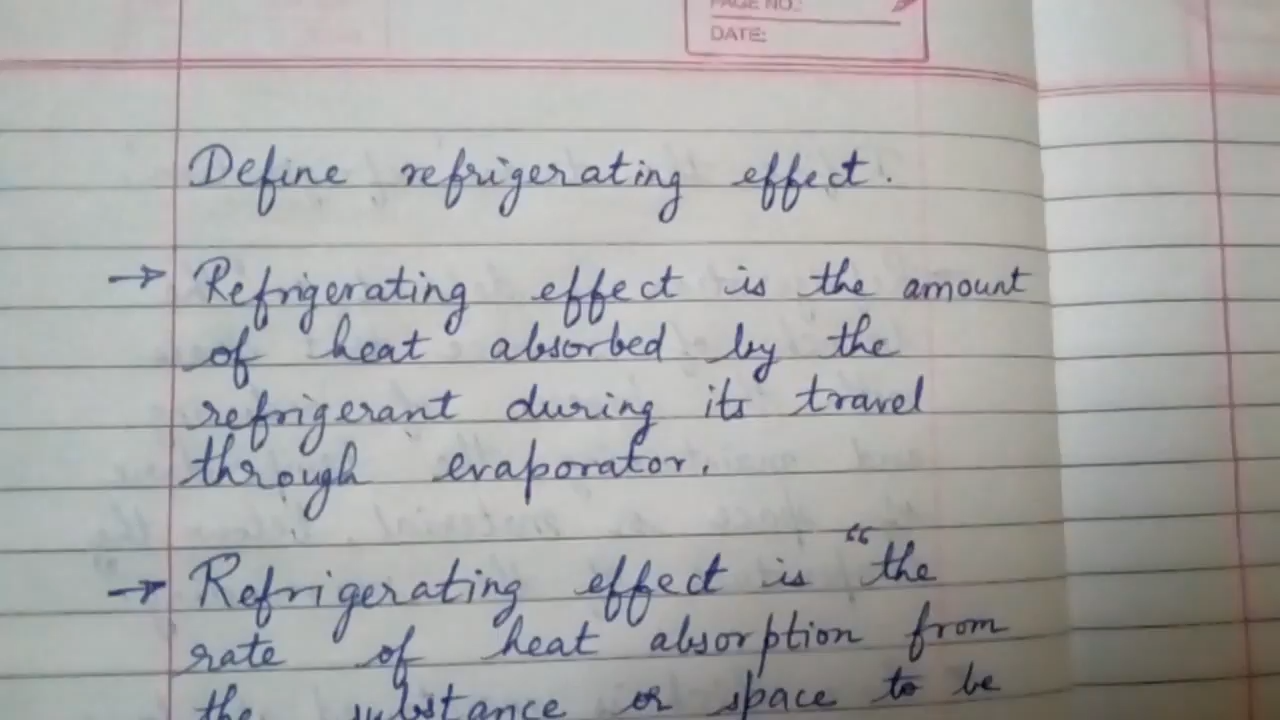 PAGE NO.:
DATE:
Define refrigerating effect.
→ Refrigerating effect is the amount
of heat absorbed by the
refrigerant during its travel
through evaporator.
→ Refrigerating effect is “the
rate of heat absorption from
the substance or space to be